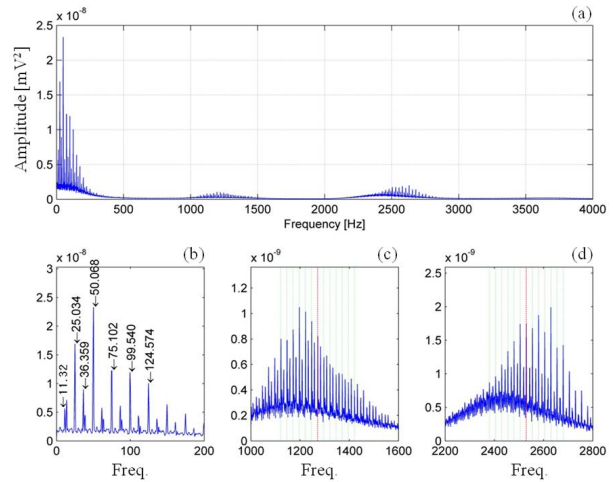 x 10⁻⁸
(a)
2.5
2
1.5
1
0.5
0
Amplitude [mV²]
0 500 1000 1500 2000 2500 3000 3500 4000
Frequency [Hz]
x 10⁻⁸
(b)
3
2.5
2
1.5
1
0.5
0
11.32
25.034
36.359
50.068
75.102
99.540
124.574
0 100 200
Freq.
x 10⁻⁹
(c)
1.2
1
0.8
0.6
0.4
0.2
0
1000 1200 1400 1600
Freq.
x 10⁻⁹
(d)
2.5
2
1.5
1
0.5
0
2200 2400 2600 2800
Freq.